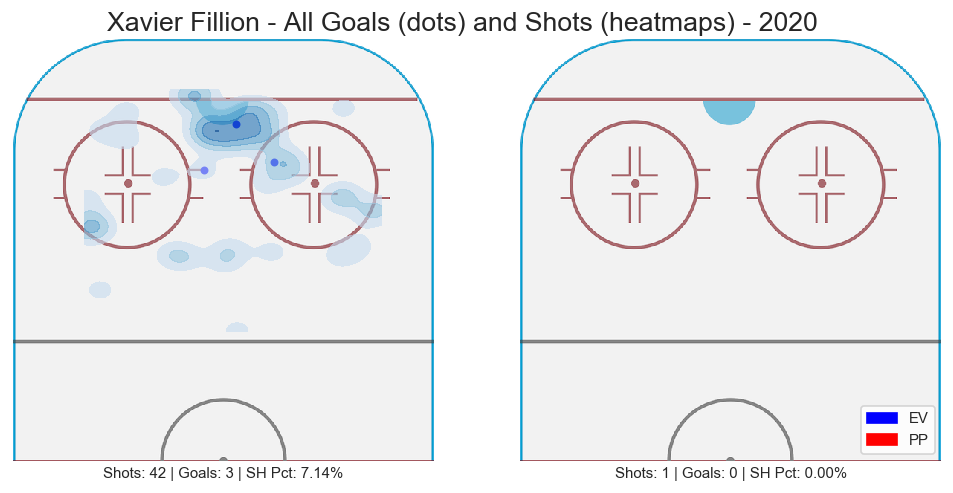 Xavier Fillion - All Goals (dots) and Shots (heatmaps) - 2020
EV
PP
Shots: 42 | Goals: 3 | SH Pct: 7.14%
Shots: 1 | Goals: 0 | SH Pct: 0.00%